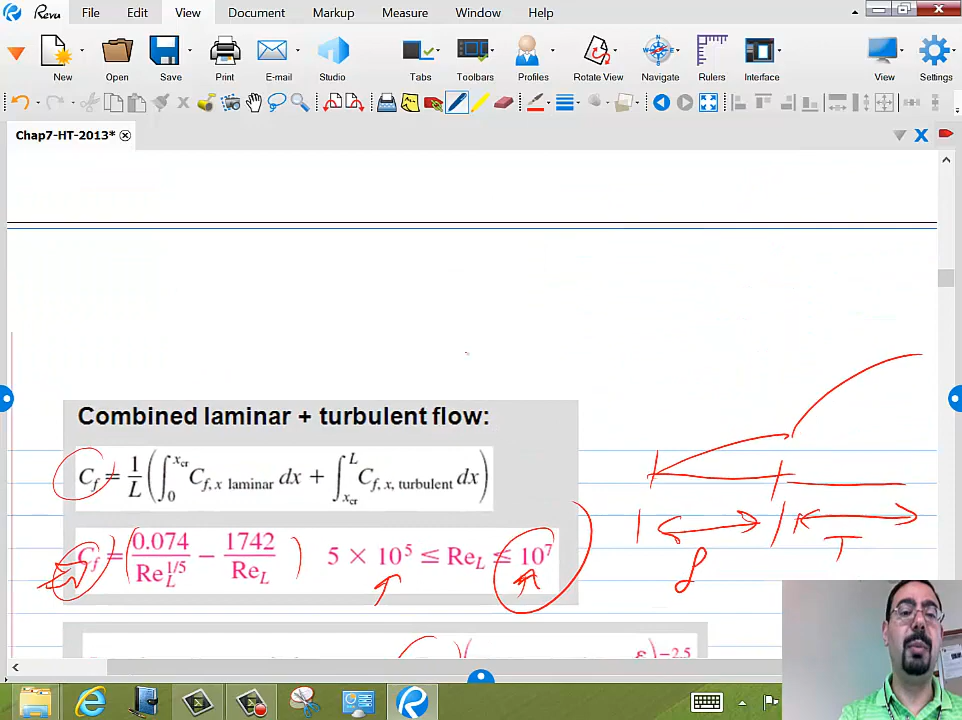 Revu File Edit View Document Markup Measure Window Help
New Open Save Print E-mail Studio Tabs Toolbars Profiles Rotate View Navigate Rulers Interface View Settings
Chap7-HT-2013*
Combined laminar + turbulent flow:
C_f = 1/L (∫_0^{x_cr} C_{f, x laminar} dx + ∫_{x_cr}^L C_{f, x, turbulent} dx)
C_f = (0.074/Re_L^{1/5} − 1742/Re_L) 5 × 10^5 ≤ Re_L ≤ 10^7
T
(ε)^{−2.5}